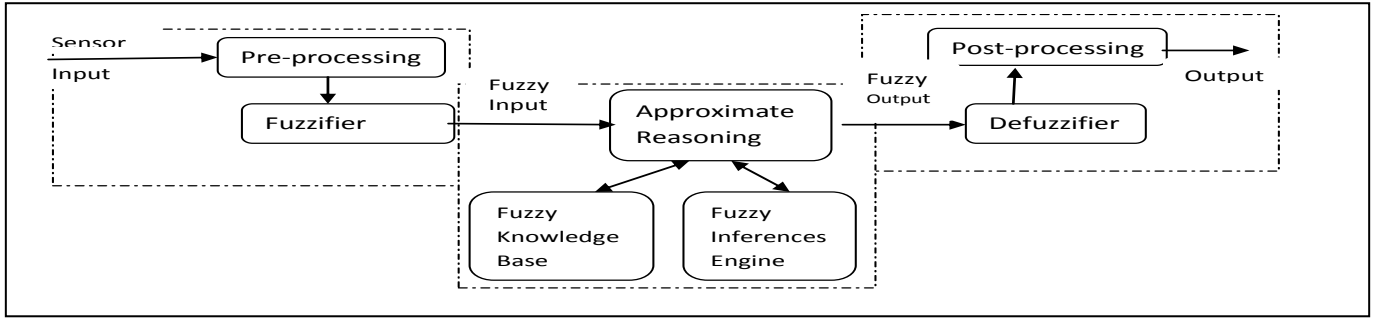 Sensor
Input
Pre-processing
Fuzzifier
Fuzzy
Input
Approximate
Reasoning
Fuzzy
Knowledge
Base
Fuzzy
Inferences
Engine
Fuzzy
Output
Defuzzifier
Post-processing
Output